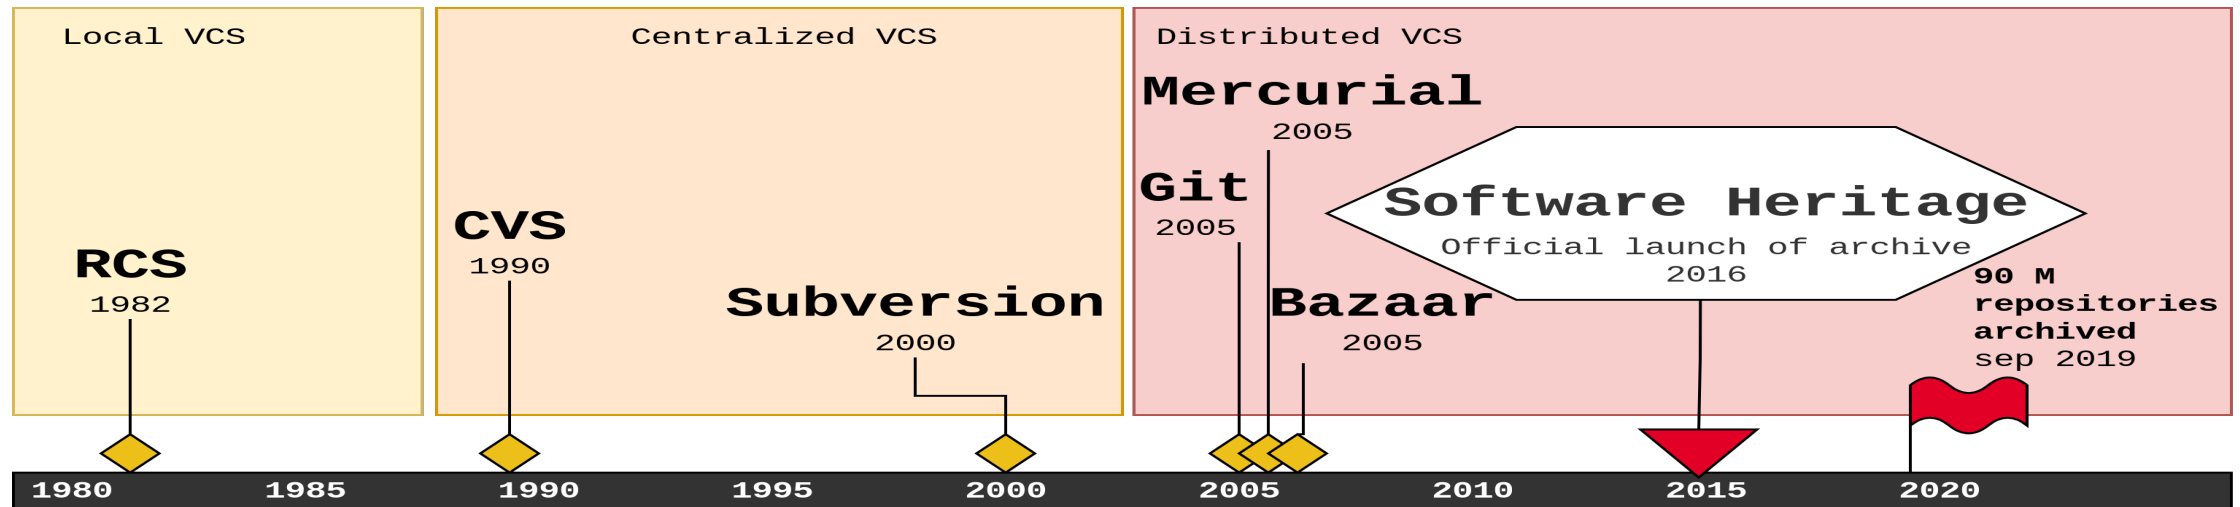 Local VCS
Centralized VCS
Distributed VCS
Mercurial
2005
Git
2005
Software Heritage
Official launch of archive
2016
CVS
1990
RCS
1982
Subversion
2000
Bazaar
2005
90 M
repositories
archived
sep 2019
1980 1985 1990 1995 2000 2005 2010 2015 2020